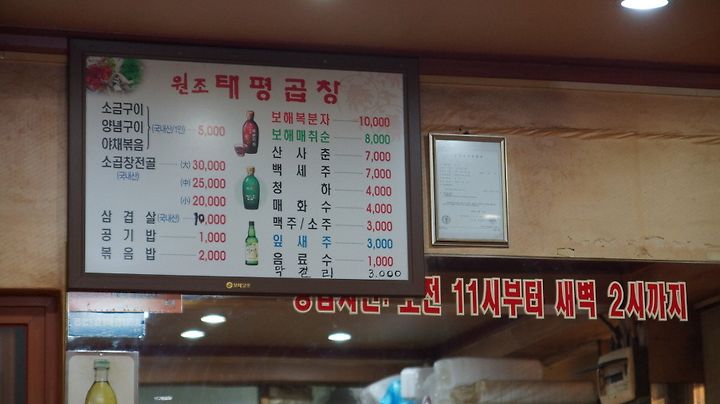 원조 태평곱창
소금구이
양념구이 (국내산/1인) 5,000
야채볶음
소곱창전골 (大) 30,000
(국내산)
(中) 25,000
(小) 20,000
삼겹살 (국내산) 10,000
공기밥 1,000
볶음밥 2,000
보해복분자 10,000
보해매취순 8,000
산사춘 7,000
백세주 7,000
청하 4,000
매화수 4,000
맥주/소주 3,000
잎새주 3,000
음료수 1,000
막걸리 3,000
오전 11시부터 새벽 2시까지